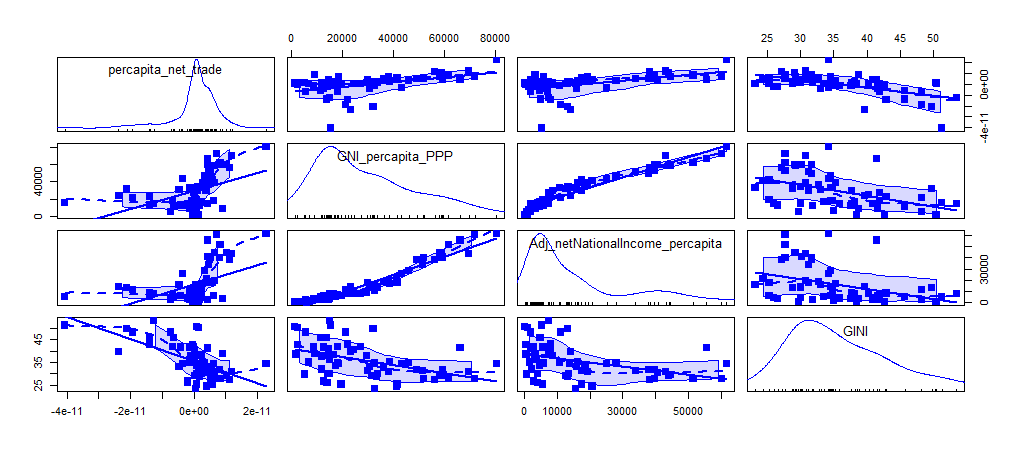 0 20000 40000 60000 80000
25 30 35 40 45 50
percapita_net_trade
-4e-11 0e+00
0 40000
GNI_percapita_PPP
Adj_netNationalIncome_percapita
0 30000
25 35 45
GINI
-4e-11 -2e-11 0e+00 2e-11
0 10000 30000 50000